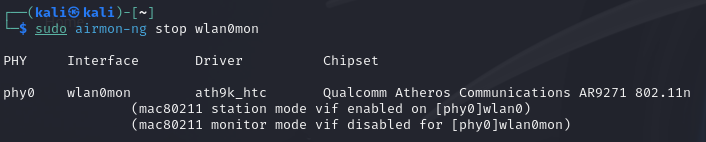 ┌──(kali㉿kali)-[~]
└─$ sudo airmon-ng stop wlan0mon
PHY Interface Driver Chipset
phy0 wlan0mon ath9k_htc Qualcomm Atheros Communications AR9271 802.11n
(mac80211 station mode vif enabled on [phy0]wlan0)
(mac80211 monitor mode vif disabled for [phy0]wlan0mon)